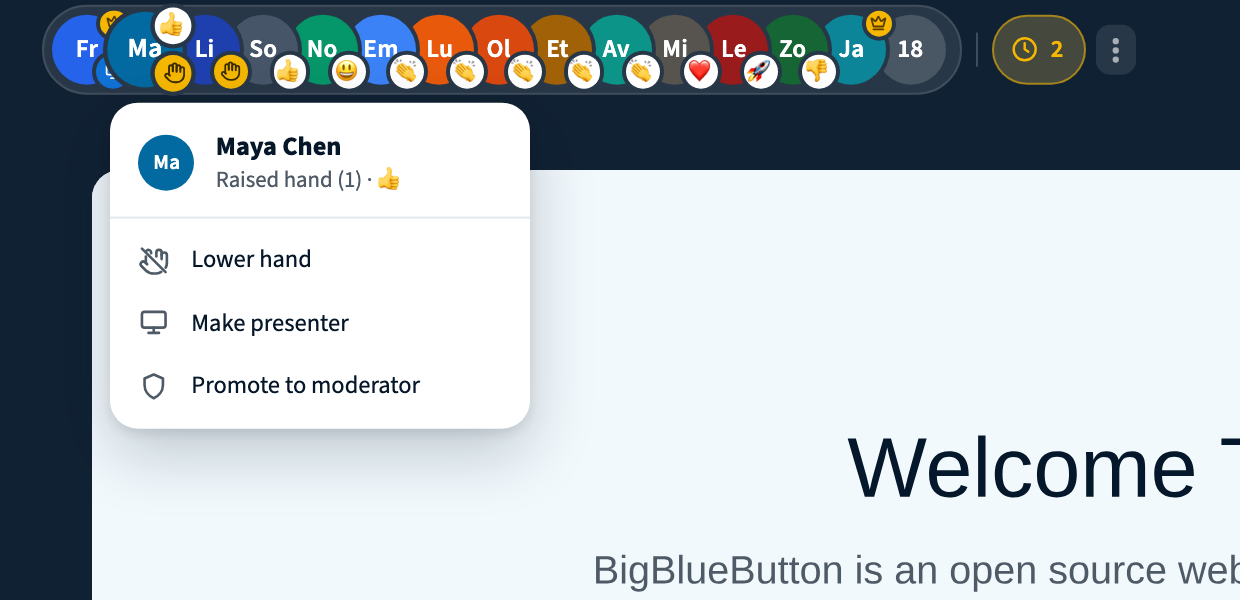 Fr Ma Li So No Em Lu Ol Et Av Mi Le Zo Ja 18 2
Ma
Maya Chen
Raised hand (1) · 👍
Lower hand
Make presenter
Promote to moderator
Welcome
BigBlueButton is an open source